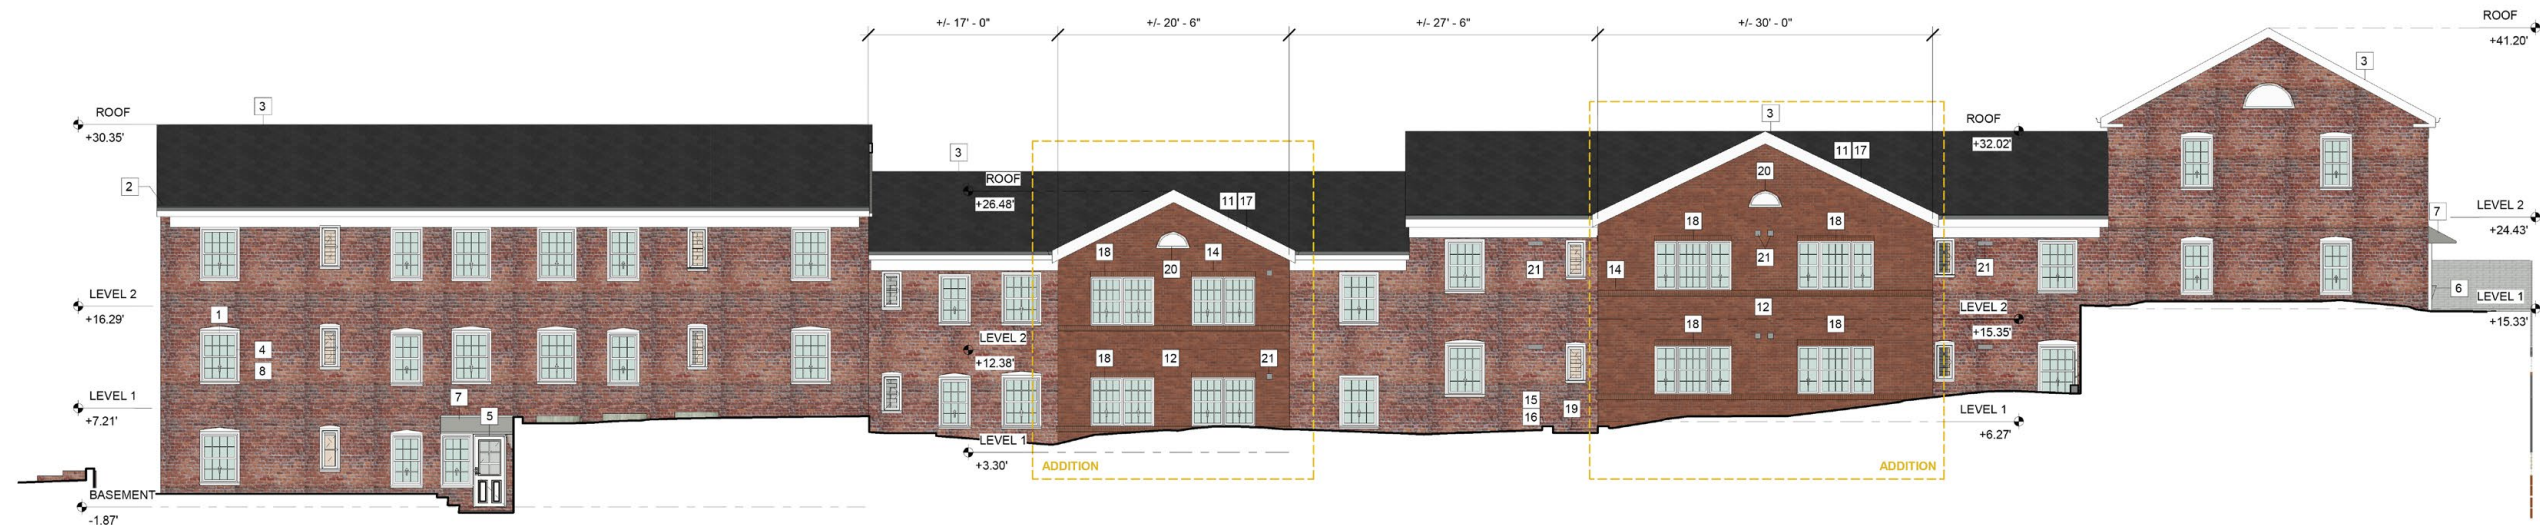 +/- 17' - 0"
+/- 20' - 6"
+/- 27' - 6"
+/- 30' - 0"
ROOF
+41.20'
3
3
ROOF
+30.35'
3
3
ROOF
+32.02'
11 17
20
2
ROOF
+26.48'
11 17
18
18
7
LEVEL 2
+24.43'
18
14
20
21
14
21
21
6
LEVEL 2
+16.29'
LEVEL 1
+15.33'
1
12
LEVEL 2
+15.35'
18
18
LEVEL 2
+12.38'
4
8
18
12
21
LEVEL 1
+7.21'
7
5
15
16
19
LEVEL 1
+6.27'
LEVEL 1
+3.30'
ADDITION
ADDITION
BASEMENT
-1.87'